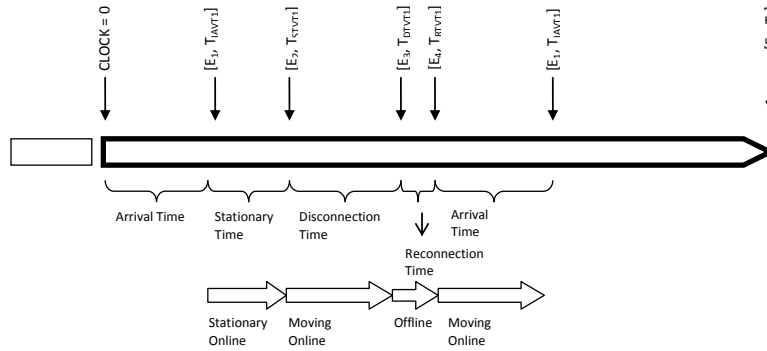 CLOCK = 0
[E1, TIAVT1]
[E2, TSTVT1]
[E3, TDTVT1]
[E4, TRTVT1]
[E1, TIAVT1]
Arrival Time
Stationary
Time
Disconnection
Time
Arrival
Time
Reconnection
Time
Stationary
Online
Moving
Online
Offline
Moving
Online